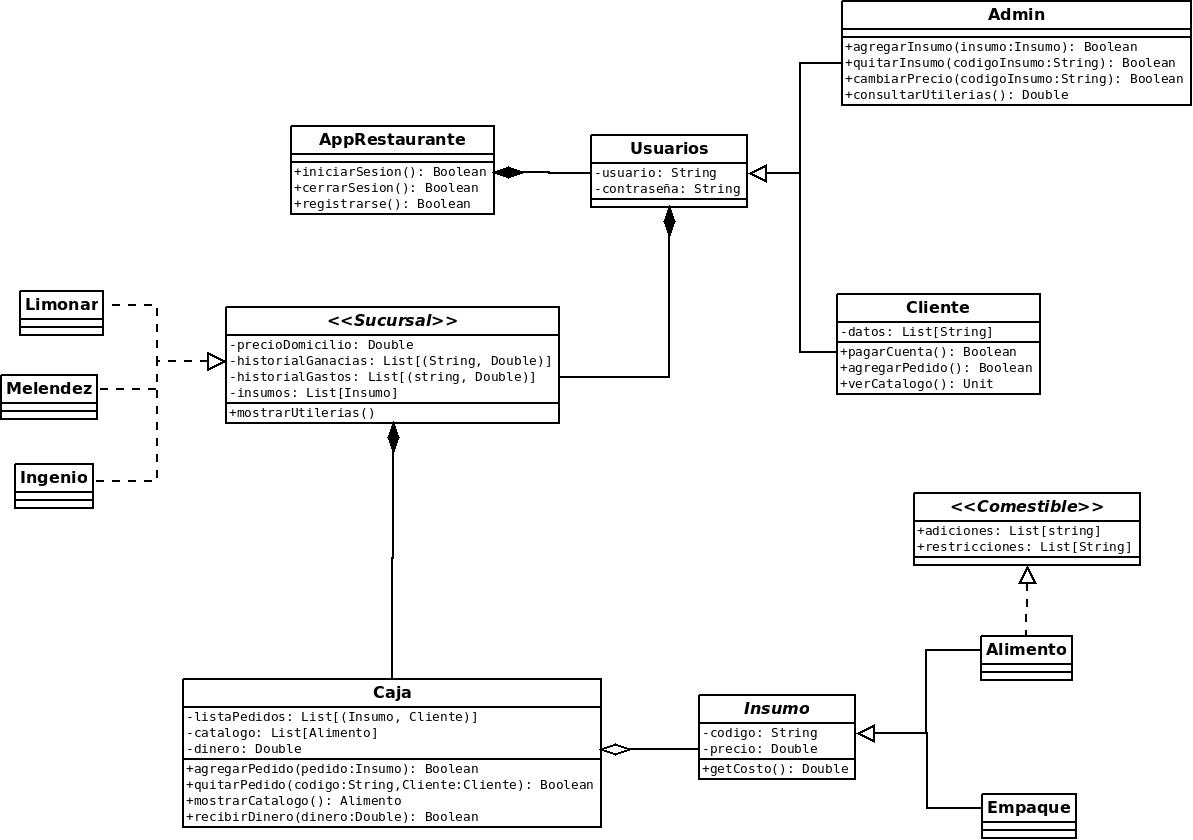 Admin
+agregarInsumo(insumo:Insumo): Boolean
+quitarInsumo(codigoInsumo:String): Boolean
+cambiarPrecio(codigoInsumo:String): Boolean
+consultarUtilerias(): Double
AppRestaurante
+iniciarSesion(): Boolean
+cerrarSesion(): Boolean
+registrarse(): Boolean
Usuarios
-usuario: String
-contraseña: String
Limonar
Melendez
Ingenio
<<Sucursal>>
-precioDomicilio: Double
-historialGanacias: List[(String, Double)]
-historialGastos: List[(string, Double)]
-insumos: List[Insumo]
+mostrarUtilerias()
Cliente
-datos: List[String]
+pagarCuenta(): Boolean
+agregarPedido(): Boolean
+verCatalogo(): Unit
<<Comestible>>
+adiciones: List[string]
+restricciones: List[String]
Alimento
Caja
-listaPedidos: List[(Insumo, Cliente)]
-catalogo: List[Alimento]
-dinero: Double
+agregarPedido(pedido:Insumo): Boolean
+quitarPedido(codigo:String,Cliente:Cliente): Boolean
+mostrarCatalogo(): Alimento
+recibirDinero(dinero:Double): Boolean
Insumo
-codigo: String
-precio: Double
+getCosto(): Double
Empaque